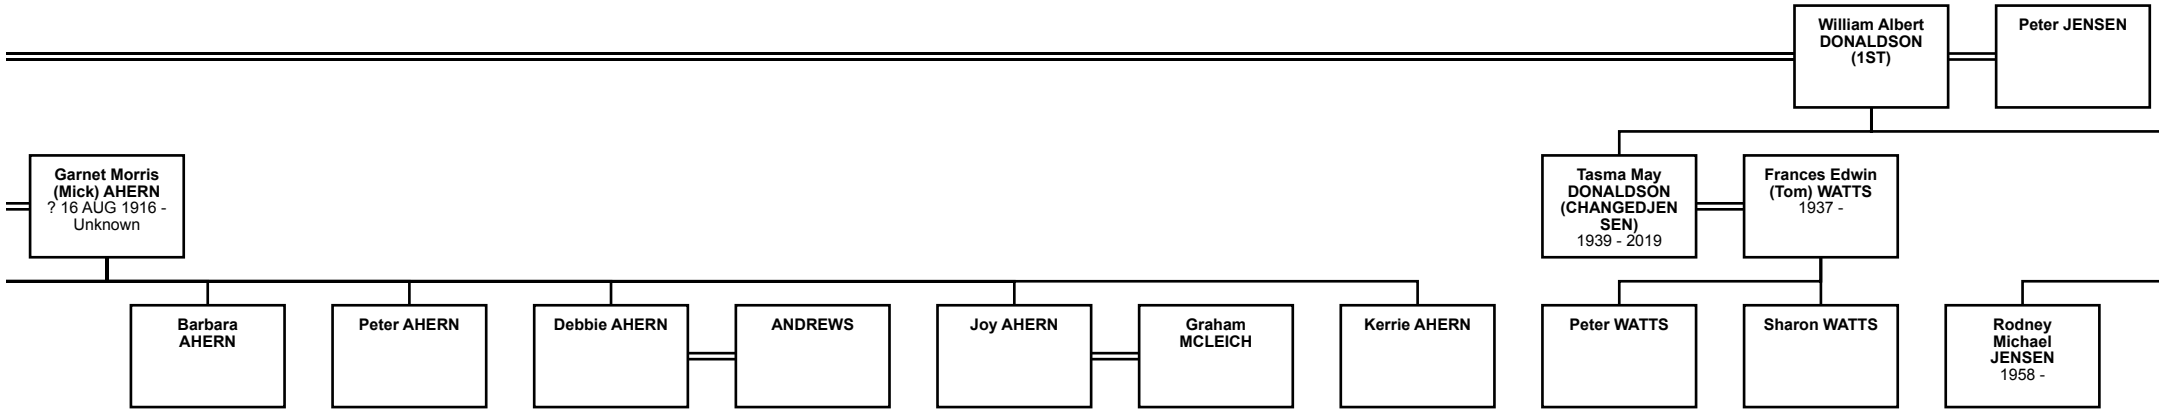 William Albert
DONALDSON
(1ST)
Peter JENSEN
Garnet Morris
(Mick) AHERN
? 16 AUG 1916 -
Unknown
Tasma May
DONALDSON
(CHANGEDJEN
SEN)
1939 - 2019
Frances Edwin
(Tom) WATTS
1937 -
Barbara
AHERN
Peter AHERN
Debbie AHERN
ANDREWS
Joy AHERN
Graham
MCLEICH
Kerrie AHERN
Peter WATTS
Sharon WATTS
Rodney
Michael
JENSEN
1958 -